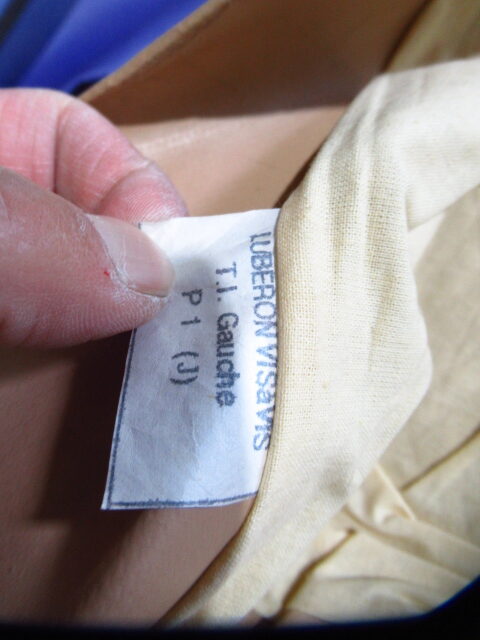 LUBERON VISaVIS
T.I. Gauche
P 1 (J)